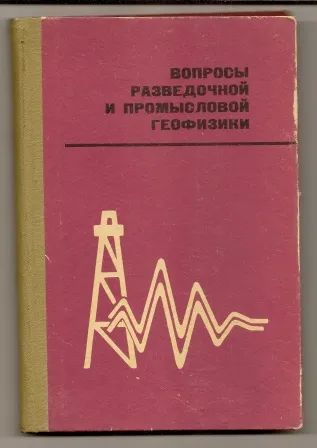 ВОПРОСЫ
РАЗВЕДОЧНОЙ
И ПРОМЫСЛОВОЙ
ГЕОФИЗИКИ